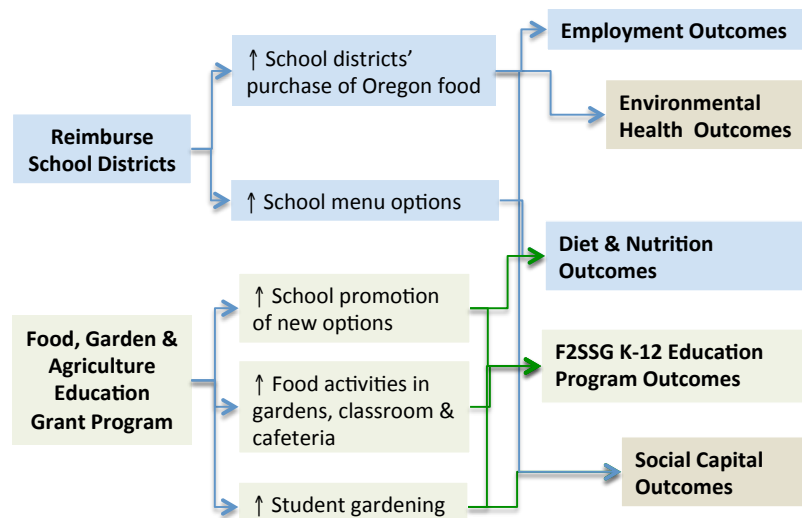 Reimburse
School Districts
Food, Garden &
Agriculture
Education
Grant Program
↑ School districts’
purchase of Oregon food
↑ School menu options
↑ School promotion
of new options
↑ Food activities in
gardens, classroom &
cafeteria
↑ Student gardening
Employment Outcomes
Environmental
Health Outcomes
Diet & Nutrition
Outcomes
F2SSG K-12 Education
Program Outcomes
Social Capital
Outcomes